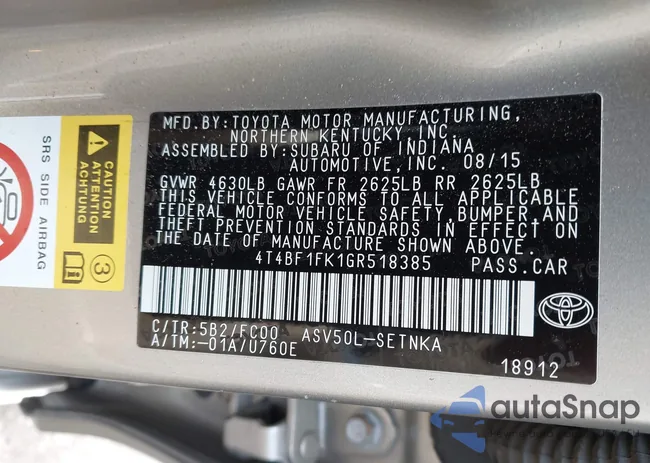 MFD.BY:TOYOTA MOTOR MANUFACTURING,
NORTHERN KENTUCKY,INC.
ASSEMBLED BY:SUBARU OF INDIANA
AUTOMOTIVE,INC. 08/15
GVWR 4630LB GAWR FR 2625LB RR 2625LB
THIS VEHICLE CONFORMS TO ALL APPLICABLE
FEDERAL MOTOR VEHICLE SAFETY,BUMPER,AND
THEFT PREVENTION STANDARDS IN EFFECT ON
THE DATE OF MANUFACTURE SHOWN ABOVE.
4T4BF1FK1GR518385 PASS.CAR
C/TR:5B2/FC00 ASV50L-SETNKA
A/TM:-01A/U760E
18912
SRS SIDE AIRBAG
CAUTION
ATTENTION
ACHTUNG
3
autoSnap